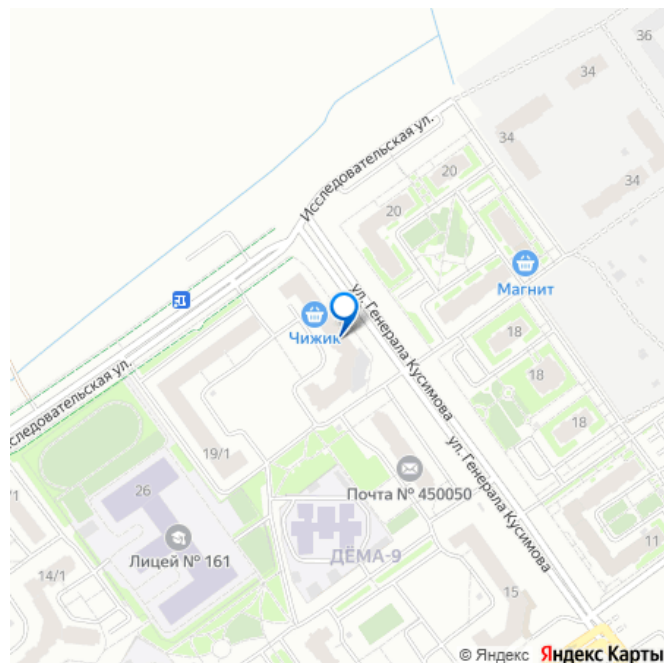 36
34
34
34
Исследовательская ул.
20
20
Магнит
ул. Генерала Кусимова
Чижик
18
18
18
сследовательская ул.
19/1
ул. Генерала Кусимова
/1
26
Почта № 450050
Лицей № 161
ДЁМА-9
11
14/1
15
© Яндекс Яндекс Карты